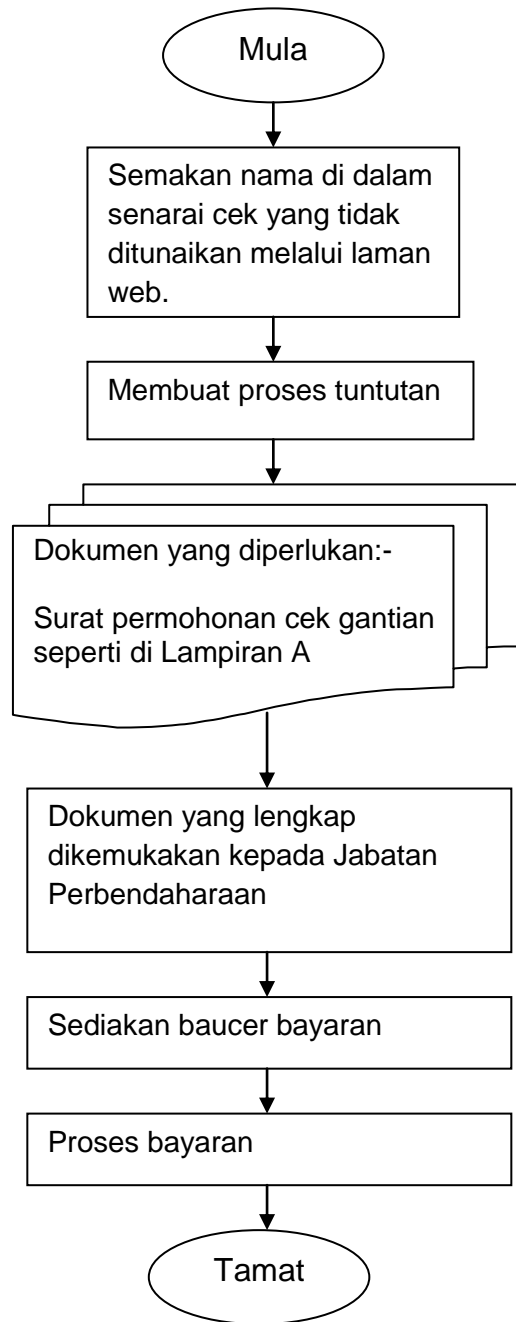 Mula
Semakan nama di dalam
senarai cek yang tidak
ditunaikan melalui laman
web.
Membuat proses tuntutan
Dokumen yang diperlukan:-
Surat permohonan cek gantian
seperti di Lampiran A
Dokumen yang lengkap
dikemukakan kepada Jabatan
Perbendaharaan
Sediakan baucer bayaran
Proses bayaran
Tamat